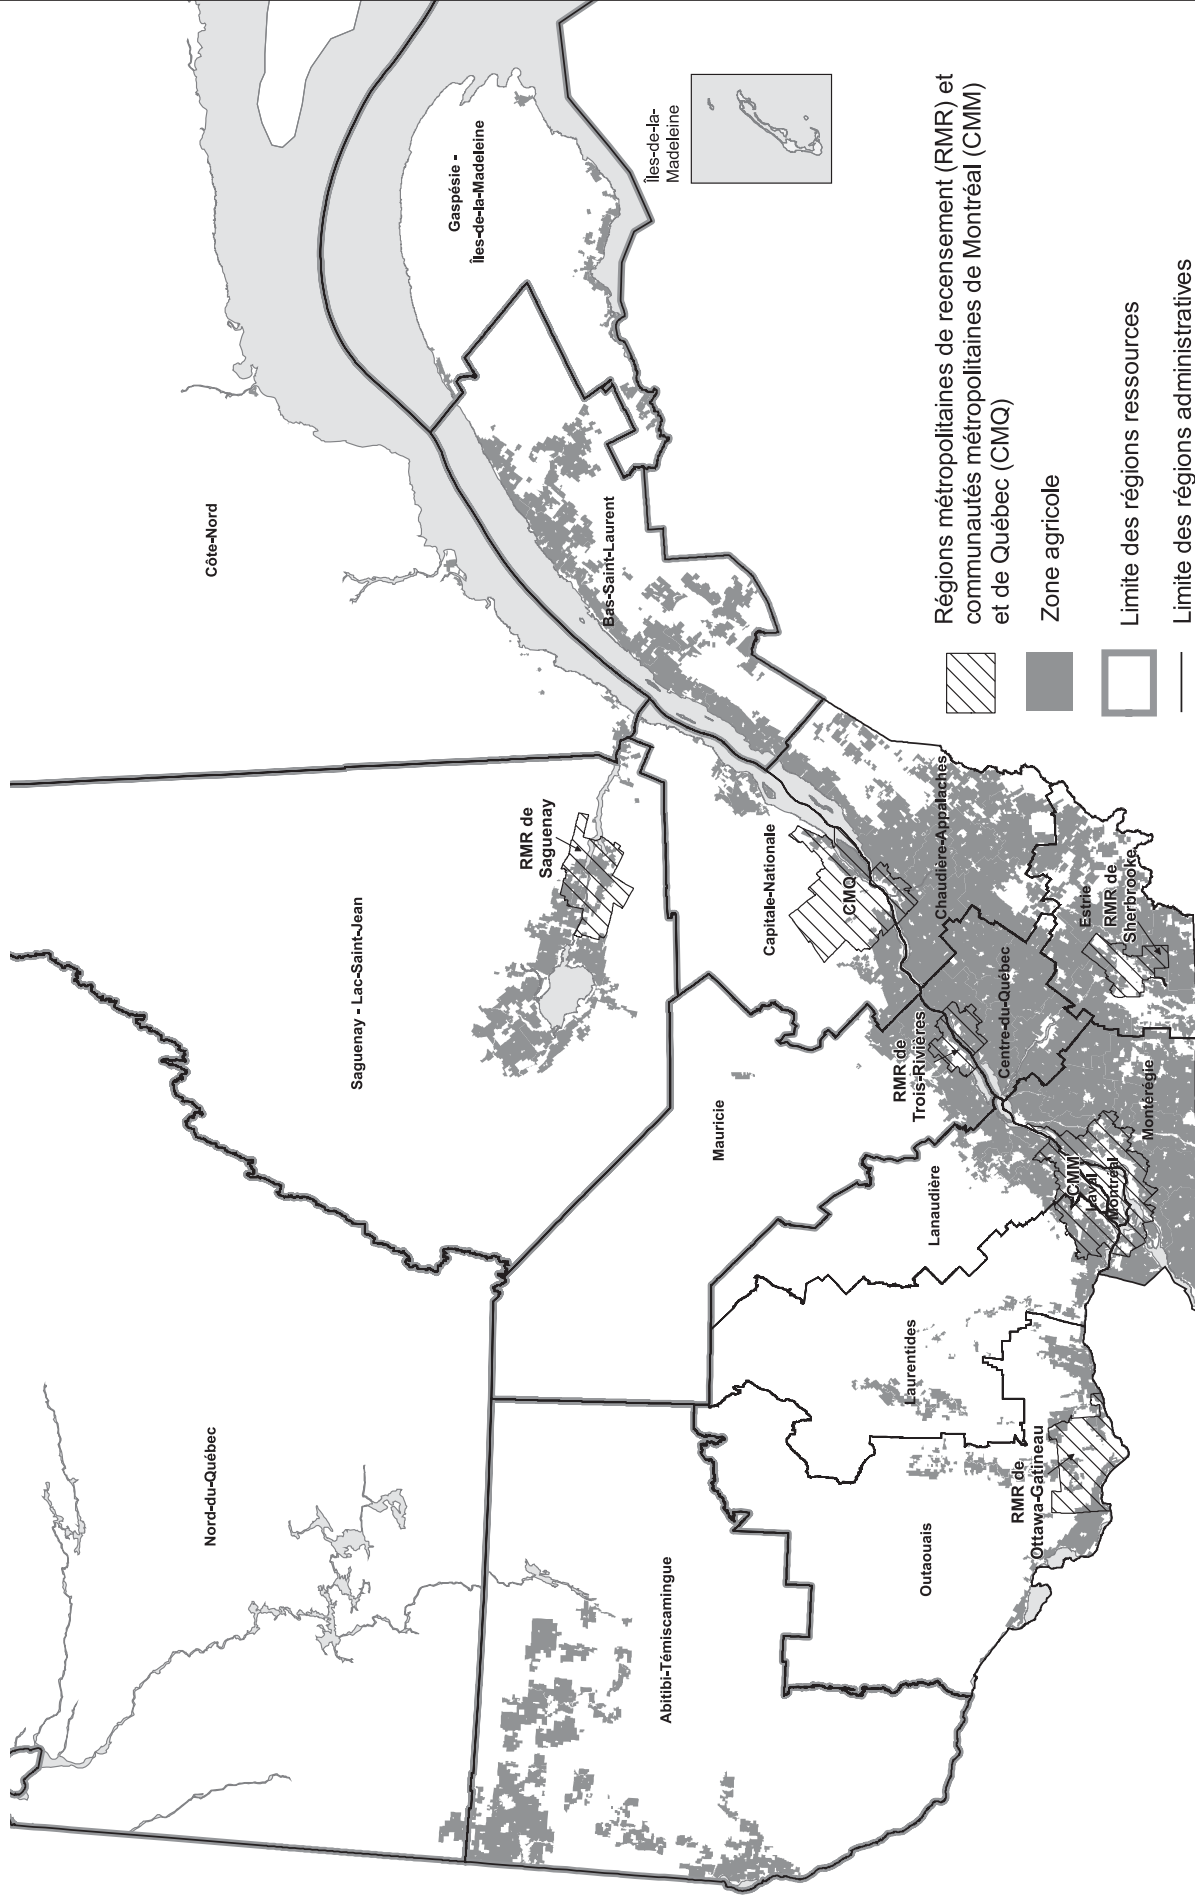 Côte-Nord
Gaspésie -
Îles-de-la-Madeleine
Îles-de-la-
Madeleine
Bas-Saint-Laurent
Nord-du-Québec
Saguenay - Lac-Saint-Jean
RMR de
Saguenay
Capitale-Nationale
CMQ
Chaudière-Appalaches
Mauricie
RMR de
Trois-Rivières
Centre-du-Québec
Estrie
RMR de
Sherbrooke
Abitibi-Témiscamingue
Outaouais
Laurentides
Lanaudière
CMM
Laval
Montréal
Montérégie
RMR de
Ottawa-Gatineau
Régions métropolitaines de recensement (RMR) et
communautés métropolitaines de Montréal (CMM)
et de Québec (CMQ)
Zone agricole
Limite des régions ressources
Limite des régions administratives